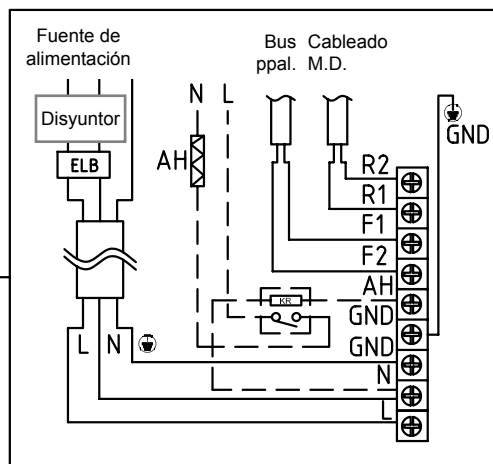 Fuente de
alimentación
Disyuntor
ELB
L N
N L
AH
Bus
ppal.
Cableado
M.D.
GND
R2
R1
F1
F2
AH
GND
GND
N
L
KR